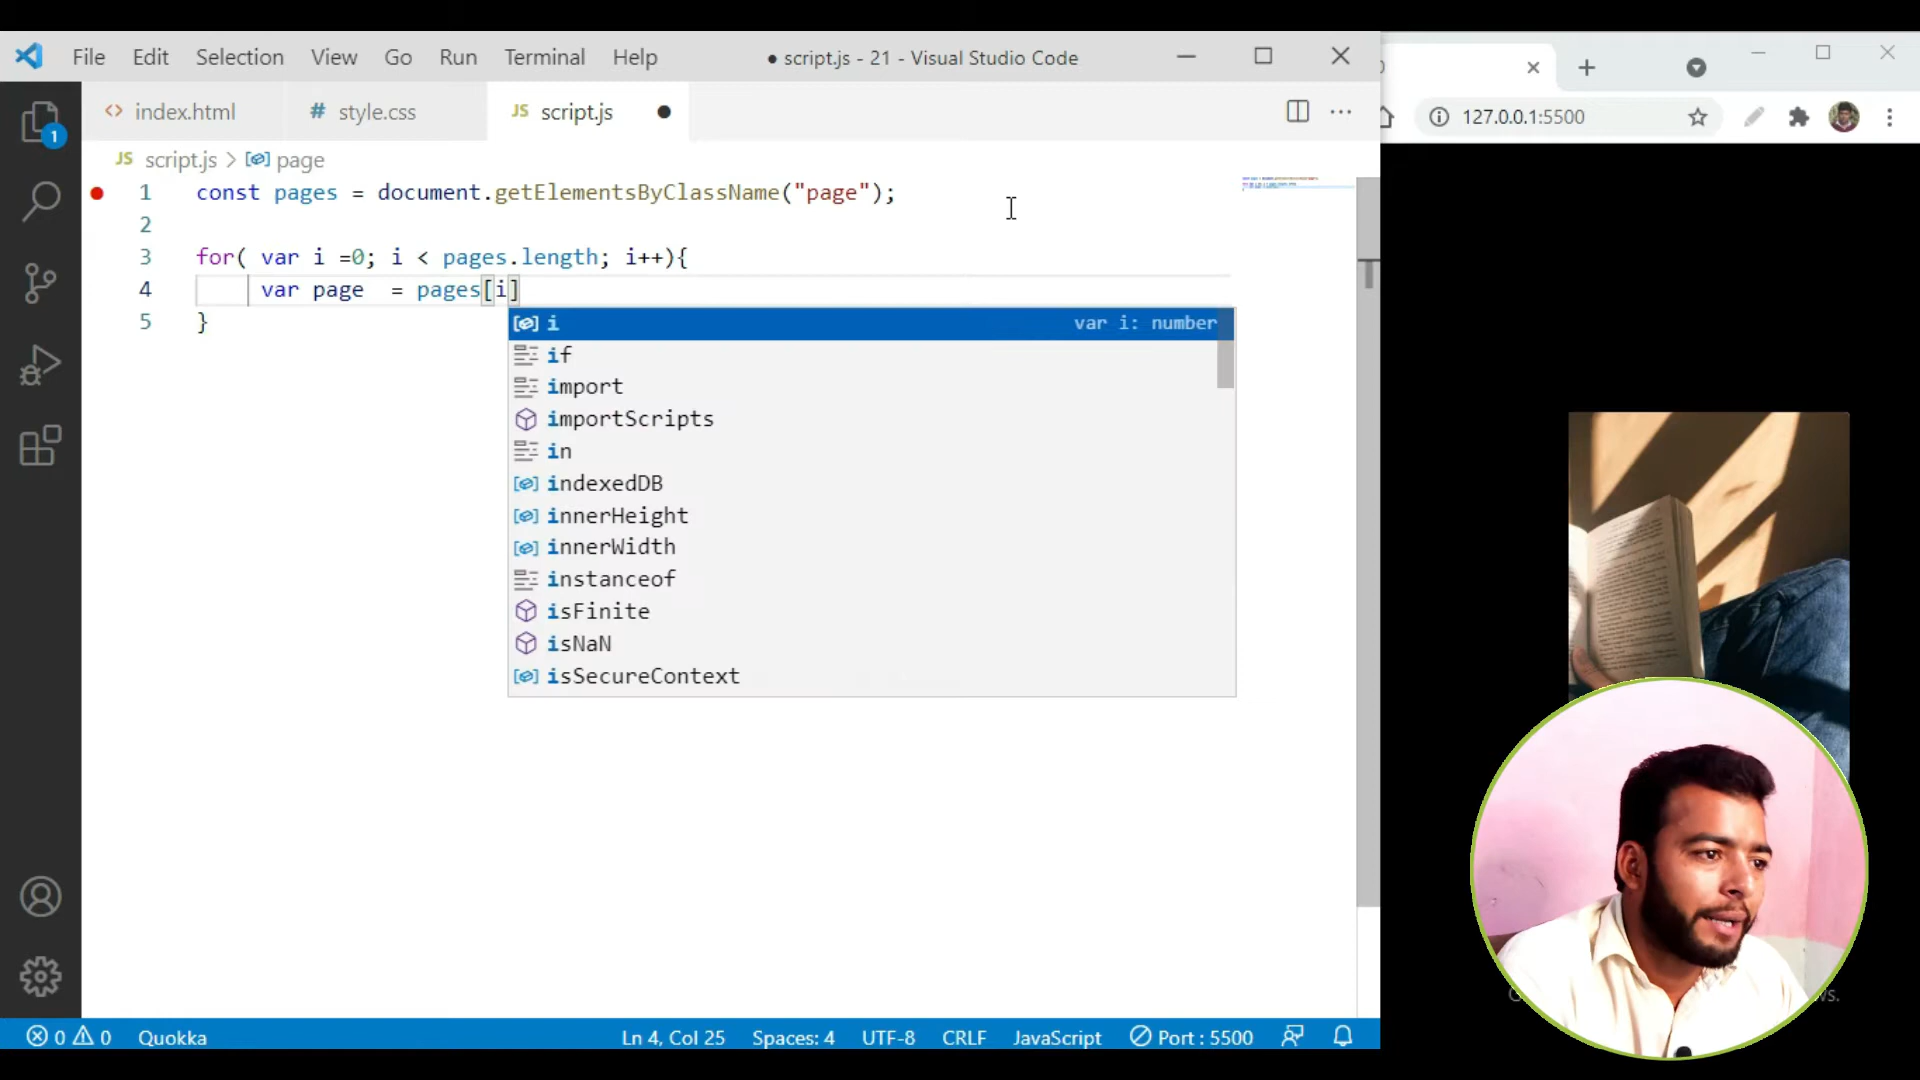 File Edit Selection View Go Run Terminal Help ● script.js - 21 - Visual Studio Code
<> index.html # style.css JS script.js ●
127.0.0.1:5500
JS script.js > page
1 const pages = document.getElementsByClassName("page");
2
3 for( var i =0; i < pages.length; i++){
4 var page  = pages[i]
5 }
i var i: number
if
import
importScripts
in
indexedDB
innerHeight
innerWidth
instanceof
isFinite
isNaN
isSecureContext
1
0 0 Quokka Ln 4, Col 25 Spaces: 4 UTF-8 CRLF JavaScript Port : 5500